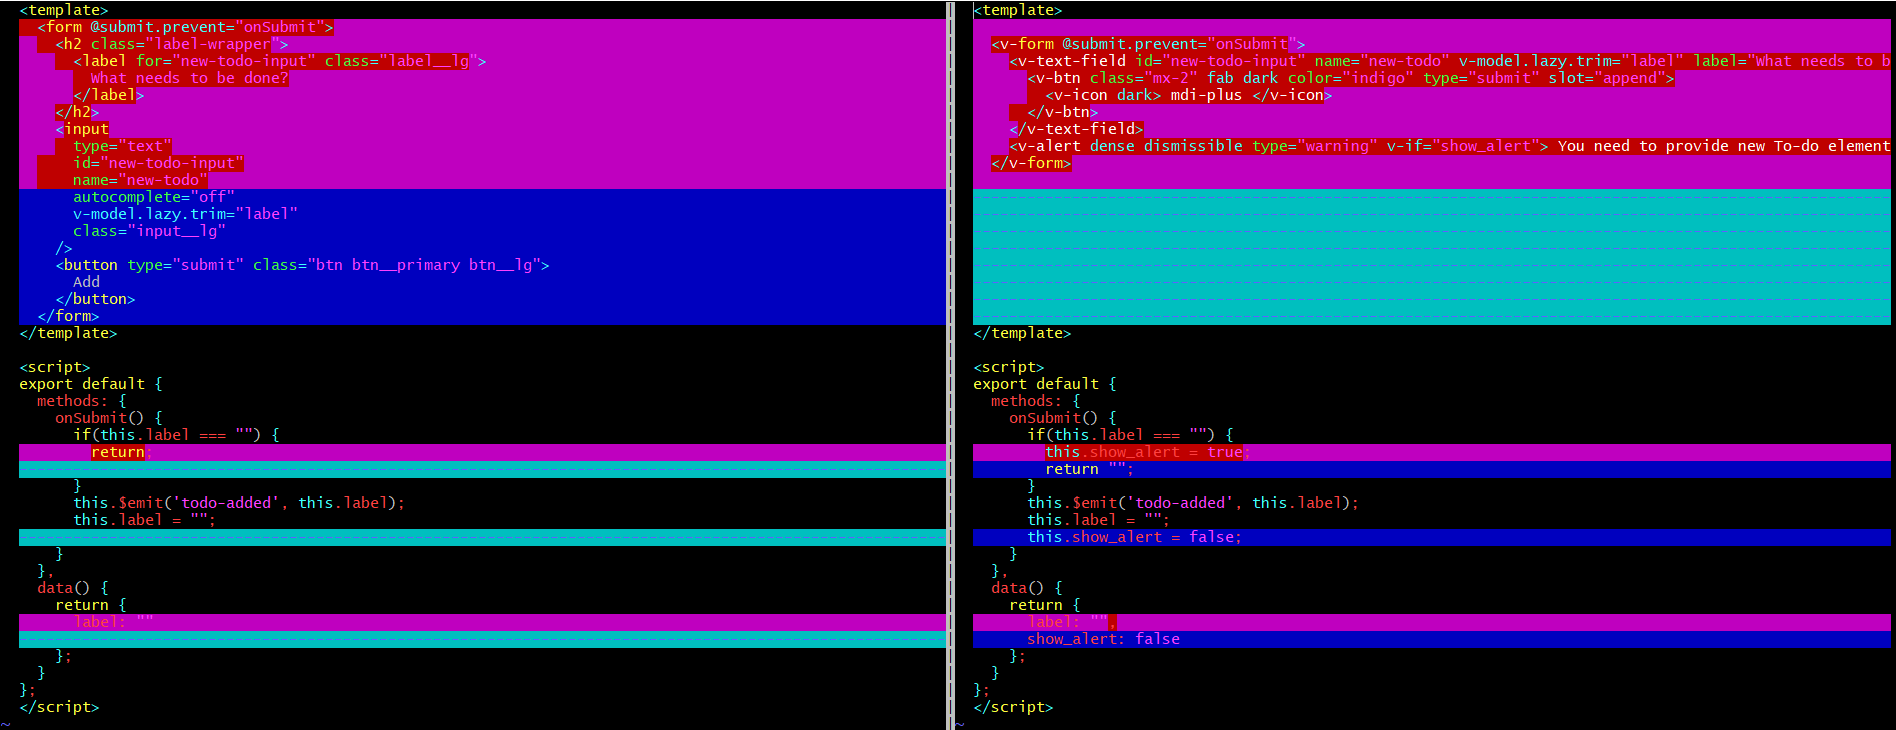 <template>
  <form @submit.prevent="onSubmit">
    <h2 class="label-wrapper">
      <label for="new-todo-input" class="label__lg">
        What needs to be done?
      </label>
    </h2>
    <input
      type="text"
      id="new-todo-input"
      name="new-todo"
      autocomplete="off"
      v-model.lazy.trim="label"
      class="input__lg"
    />
    <button type="submit" class="btn btn__primary btn__lg">
      Add
    </button>
  </form>
</template>

<script>
export default {
  methods: {
    onSubmit() {
      if(this.label === "") {
        return;
      }
      this.$emit('todo-added', this.label);
      this.label = "";
    }
  },
  data() {
    return {
      label: ""
    };
  }
};
</script>
~
<template>

  <v-form @submit.prevent="onSubmit">
    <v-text-field id="new-todo-input" name="new-todo" v-model.lazy.trim="label" label="What needs to b
      <v-btn class="mx-2" fab dark color="indigo" type="submit" slot="append">
        <v-icon dark> mdi-plus </v-icon>
      </v-btn>
    </v-text-field>
    <v-alert dense dismissible type="warning" v-if="show_alert"> You need to provide new To-do element
  </v-form>

</template>

<script>
export default {
  methods: {
    onSubmit() {
      if(this.label === "") {
        this.show_alert = true;
        return "";
      }
      this.$emit('todo-added', this.label);
      this.label = "";
      this.show_alert = false;
    }
  },
  data() {
    return {
      label: "",
      show_alert: false
    };
  }
};
</script>
~